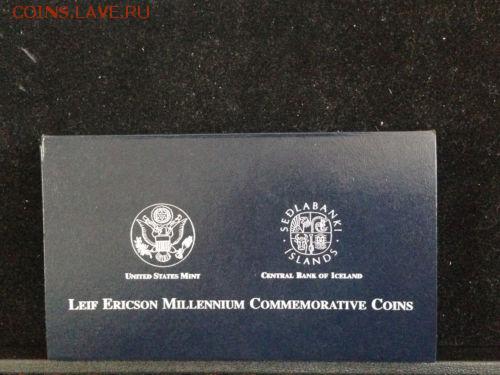 COINS.LAVE.RU
SEÐLABANKI
ÍSLANDS
UNITED STATES MINT
CENTRAL BANK OF ICELAND
LEIF ERICSON MILLENNIUM COMMEMORATIVE COINS